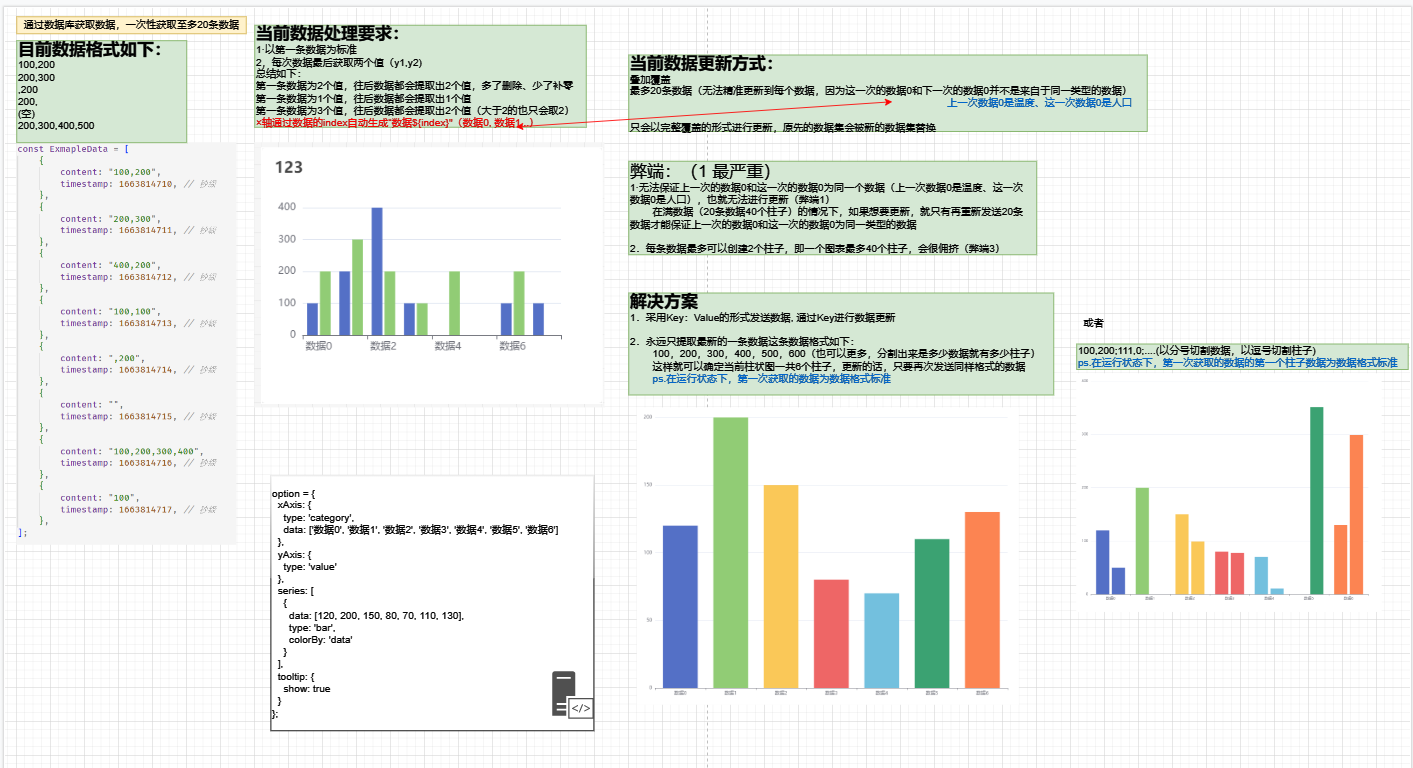 通过数据库获取数据，一次性获取至多20条数据
目前数据格式如下：
100,200
200,300
,200
200,
(空)
200,300,400,500
const ExmapleData = [
{
content: "100,200",
timestamp: 1663814710, // 秒级
},
{
content: "200,300",
timestamp: 1663814711, // 秒级
},
{
content: "400,200",
timestamp: 1663814712, // 秒级
},
{
content: "100,100",
timestamp: 1663814713, // 秒级
},
{
content: ",200",
timestamp: 1663814714, // 秒级
},
{
content: "",
timestamp: 1663814715, // 秒级
},
{
content: "100,200,300,400",
timestamp: 1663814716, // 秒级
},
{
content: "100",
timestamp: 1663814717, // 秒级
},
];
当前数据处理要求：
1·以第一条数据为标准
2，每次数据最后获取两个值（y1,y2）
总结如下：
第一条数据为2个值，往后数据都会提取出2个值，多了删除、少了补零
第一条数据为1个值，往后数据都会提取出1个值
第一条数据为3个值，往后数据都会提取出2个值（大于2的也只会取2）
×轴通过数据的index自动生成"数据${index}"（数据0, 数据1...）
123
400
300
200
100
0
数据0
数据2
数据4
数据6
option = {
xAxis: {
type: 'category',
data: ['数据0', '数据1', '数据2', '数据3', '数据4', '数据5', '数据6']
},
yAxis: {
type: 'value'
},
series: [
{
data: [120, 200, 150, 80, 70, 110, 130],
type: 'bar',
colorBy: 'data'
}
],
tooltip: {
show: true
}
};
</>
当前数据更新方式：
叠加覆盖
最多20条数据（无法精准更新到每个数据，因为这一次的数据0和下一次的数据0并不是来自于同一类型的数据）
上一次数据0是温度、这一次数据0是人口
只会以完整覆盖的形式进行更新，原先的数据集会被新的数据集替换
弊端：（1 最严重）
1·无法保证上一次的数据0和这一次的数据0为同一个数据（上一次数据0是温度、这一次
数据0是人口），也就无法进行更新（弊端1）
在满数据（20条数据40个柱子）的情况下，如果想要更新，就只有再重新发送20条
数据才能保证上一次的数据0和这一次的数据0为同一类型的数据
2．每条数据最多可以创建2个柱子，即一个图表最多40个柱子，会很佣挤（弊端3）
解决方案
1．采用Key：Value的形式发送数据, 通过Key进行数据更新
2．永远只提取最新的一条数据这条数据格式如下：
100，200，300，400，500，600（也可以更多，分割出来是多少数据就有多少柱子）
这样就可以确定当前柱状图一共6个柱子，更新的话，只要再次发送同样格式的数据
ps.在运行状态下，第一次获取的数据为数据格式标准
200
150
100
50
0
数据0
数据1
数据2
数据3
数据4
数据5
数据6
或者
100,200;111,0;....(以分号切割数据，以逗号切割柱子)
ps.在运行状态下，第一次获取的数据的第一个柱子数据为数据格式标准